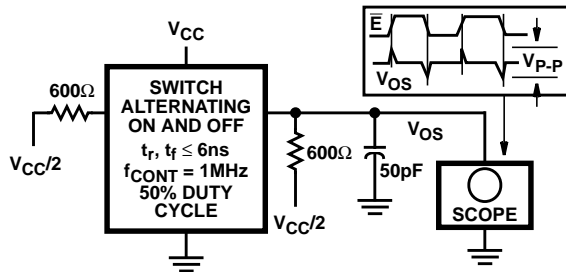 V_CC
600Ω
V_CC/2
SWITCH
ALTERNATING
ON AND OFF
t_r, t_f ≤ 6ns
f_CONT = 1MHz
50% DUTY
CYCLE
600Ω
V_CC/2
50pF
V_OS
E̅
V_OS
V_P-P
SCOPE